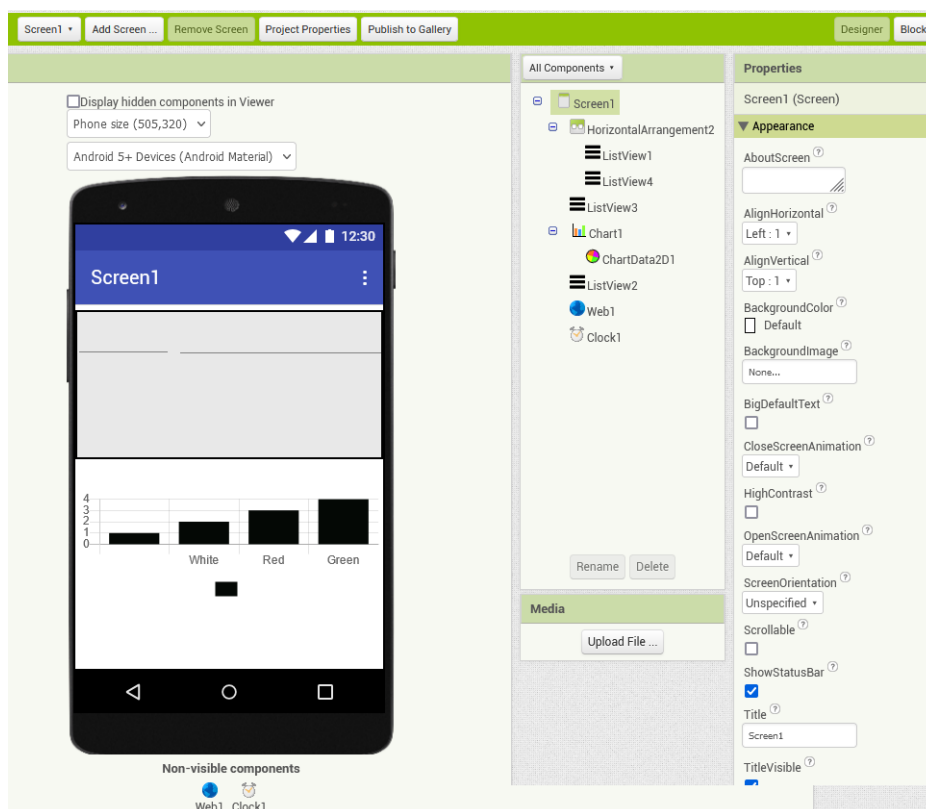 Screen1
Add Screen ...
Remove Screen
Project Properties
Publish to Gallery
Designer
Block
Display hidden components in Viewer
Phone size (505,320)
Android 5+ Devices (Android Material)
12:30
Screen1
4
3
2
1
0
White
Red
Green
Non-visible components
Web1
Clock1
All Components
Screen1
HorizontalArrangement2
ListView1
ListView4
ListView3
Chart1
ChartData2D1
ListView2
Web1
Clock1
Rename
Delete
Media
Upload File ...
Properties
Screen1 (Screen)
Appearance
AboutScreen ?
AlignHorizontal ?
Left : 1
AlignVertical ?
Top : 1
BackgroundColor ?
Default
BackgroundImage ?
None...
BigDefaultText ?
CloseScreenAnimation ?
Default
HighContrast ?
OpenScreenAnimation ?
Default
ScreenOrientation ?
Unspecified
Scrollable ?
ShowStatusBar ?
Title ?
Screen1
TitleVisible ?